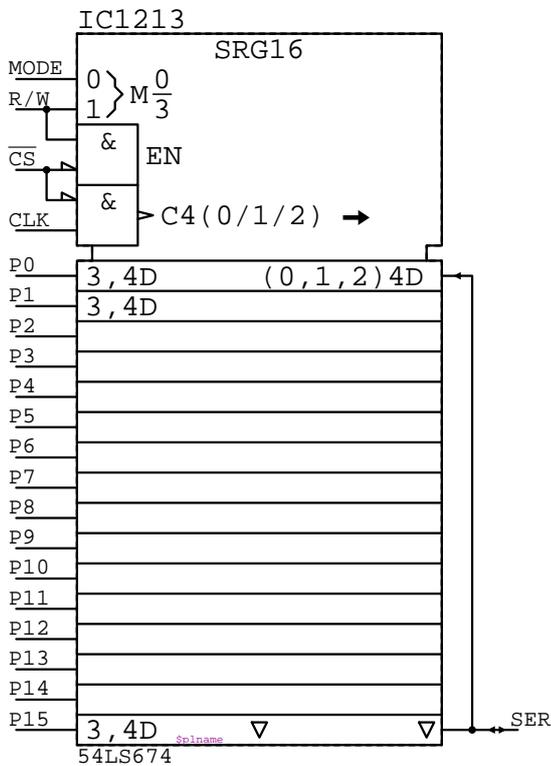 IC1213
SRG16
MODE
0
0
M
R/W
1
3
&
EN
CS
&
C4(0/1/2)
CLK
P0
3,4D (0,1,2)4D
P1
3,4D
P2
P3
P4
P5
P6
P7
P8
P9
P10
P11
P12
P13
P14
P15
3,4D
SER
$plname
54LS674